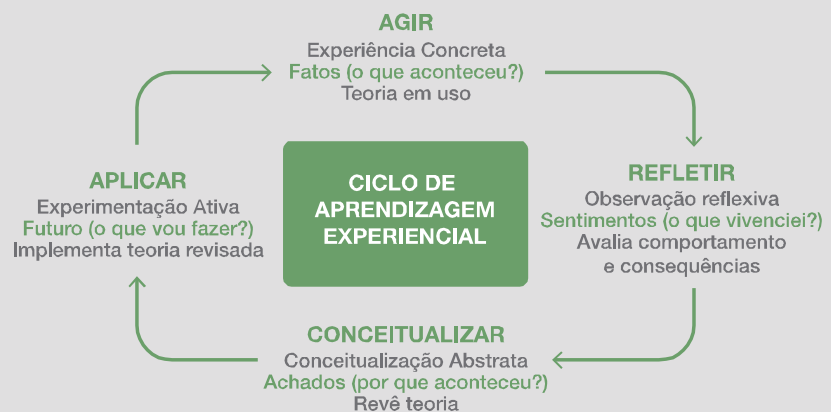 AGIR
Experiência Concreta
Fatos (o que aconteceu?)
Teoria em uso
REFLETIR
Observação reflexiva
Sentimentos (o que vivenciei?)
Avalia comportamento
e consequências
CONCEITUALIZAR
Conceitualização Abstrata
Achados (por que aconteceu?)
Revê teoria
APLICAR
Experimentação Ativa
Futuro (o que vou fazer?)
Implementa teoria revisada
CICLO DE
APRENDIZAGEM
EXPERIENCIAL